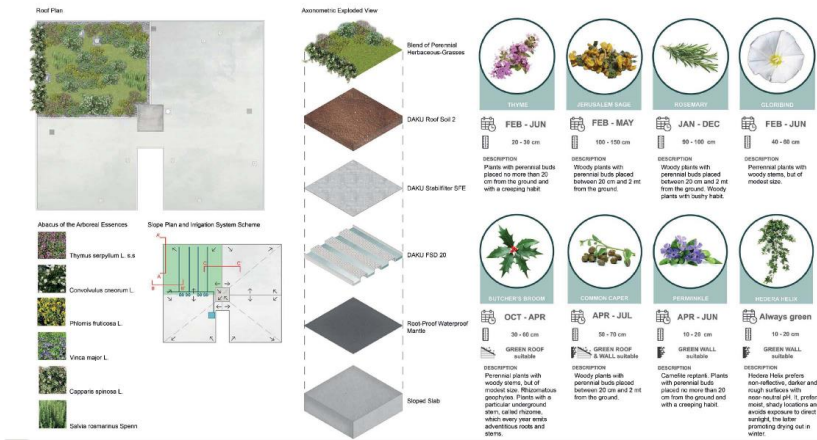 Roof Plan
Axonometric Exploded View
Blend of Perennial
Herbaceous-Grasses
DAKU Roof Soil 2
DAKU Stabilfilter SFE
DAKU FSD 20
Root-Proof Waterproof
Mantle
Sloped Slab
Abacus of the Arboreal Essences
Thymus serpyllum L. s.s
Convolvulus cneorum L.
Phlomis fruticosa L.
Vinca major L.
Capparis spinosa L.
Salvia rosmarinus Spenn
Slope Plan and Irrigation System Scheme
THYME
FEB - JUN
20 - 30 cm
DESCRIPTION
Plants with perennial buds
placed no more than 20
cm from the ground and
with a creeping habit
JERUSALEM SAGE
FEB - MAY
100 - 150 cm
DESCRIPTION
Woody plants with
perennial buds placed
between 20 cm and 2 mt
from the ground.
ROSEMARY
JAN - DEC
90 - 100 cm
DESCRIPTION
Woody plants with
perennial buds placed
between 20 cm and 2 mt
from the ground. Woody
plants with bushy habit.
GLORIBIND
FEB - JUN
40 - 60 cm
DESCRIPTION
Perrennial plants with
woody stems, but of
modest size.
BUTCHER'S BROOM
OCT - APR
30 - 60 cm
GREEN ROOF
suitable
DESCRIPTION
Perennial plants with
woody stems, but of
modest size. Rhizomatous
geophytes. Plants with a
particular underground
stem, called rhizome,
which every year emits
adventitious roots and
stems.
COMMON CAPER
APR - JUL
50 - 70 cm
GREEN ROOF
& WALL suitable
DESCRIPTION
Woody plants with
perennial buds placed
between 20 cm and 2 mt
from the ground.
PERIWINKLE
APR - JUN
10 - 20 cm
GREEN WALL
suitable
DESCRIPTION
Camefite reptanti. Plants
with perennial buds
placed no more than 20
cm from the ground and
with a creeping habit
HEDERA HELIX
Always green
10 - 20 cm
GREEN WALL
suitable
DESCRIPTION
Hedera Helix prefers
non-reflective, darker and
rough surfaces with
near-neutral pH. It, prefer
moist, shady locations an
avoids exposure to direct
sunlight, the latter
promoting drying out in
winter.